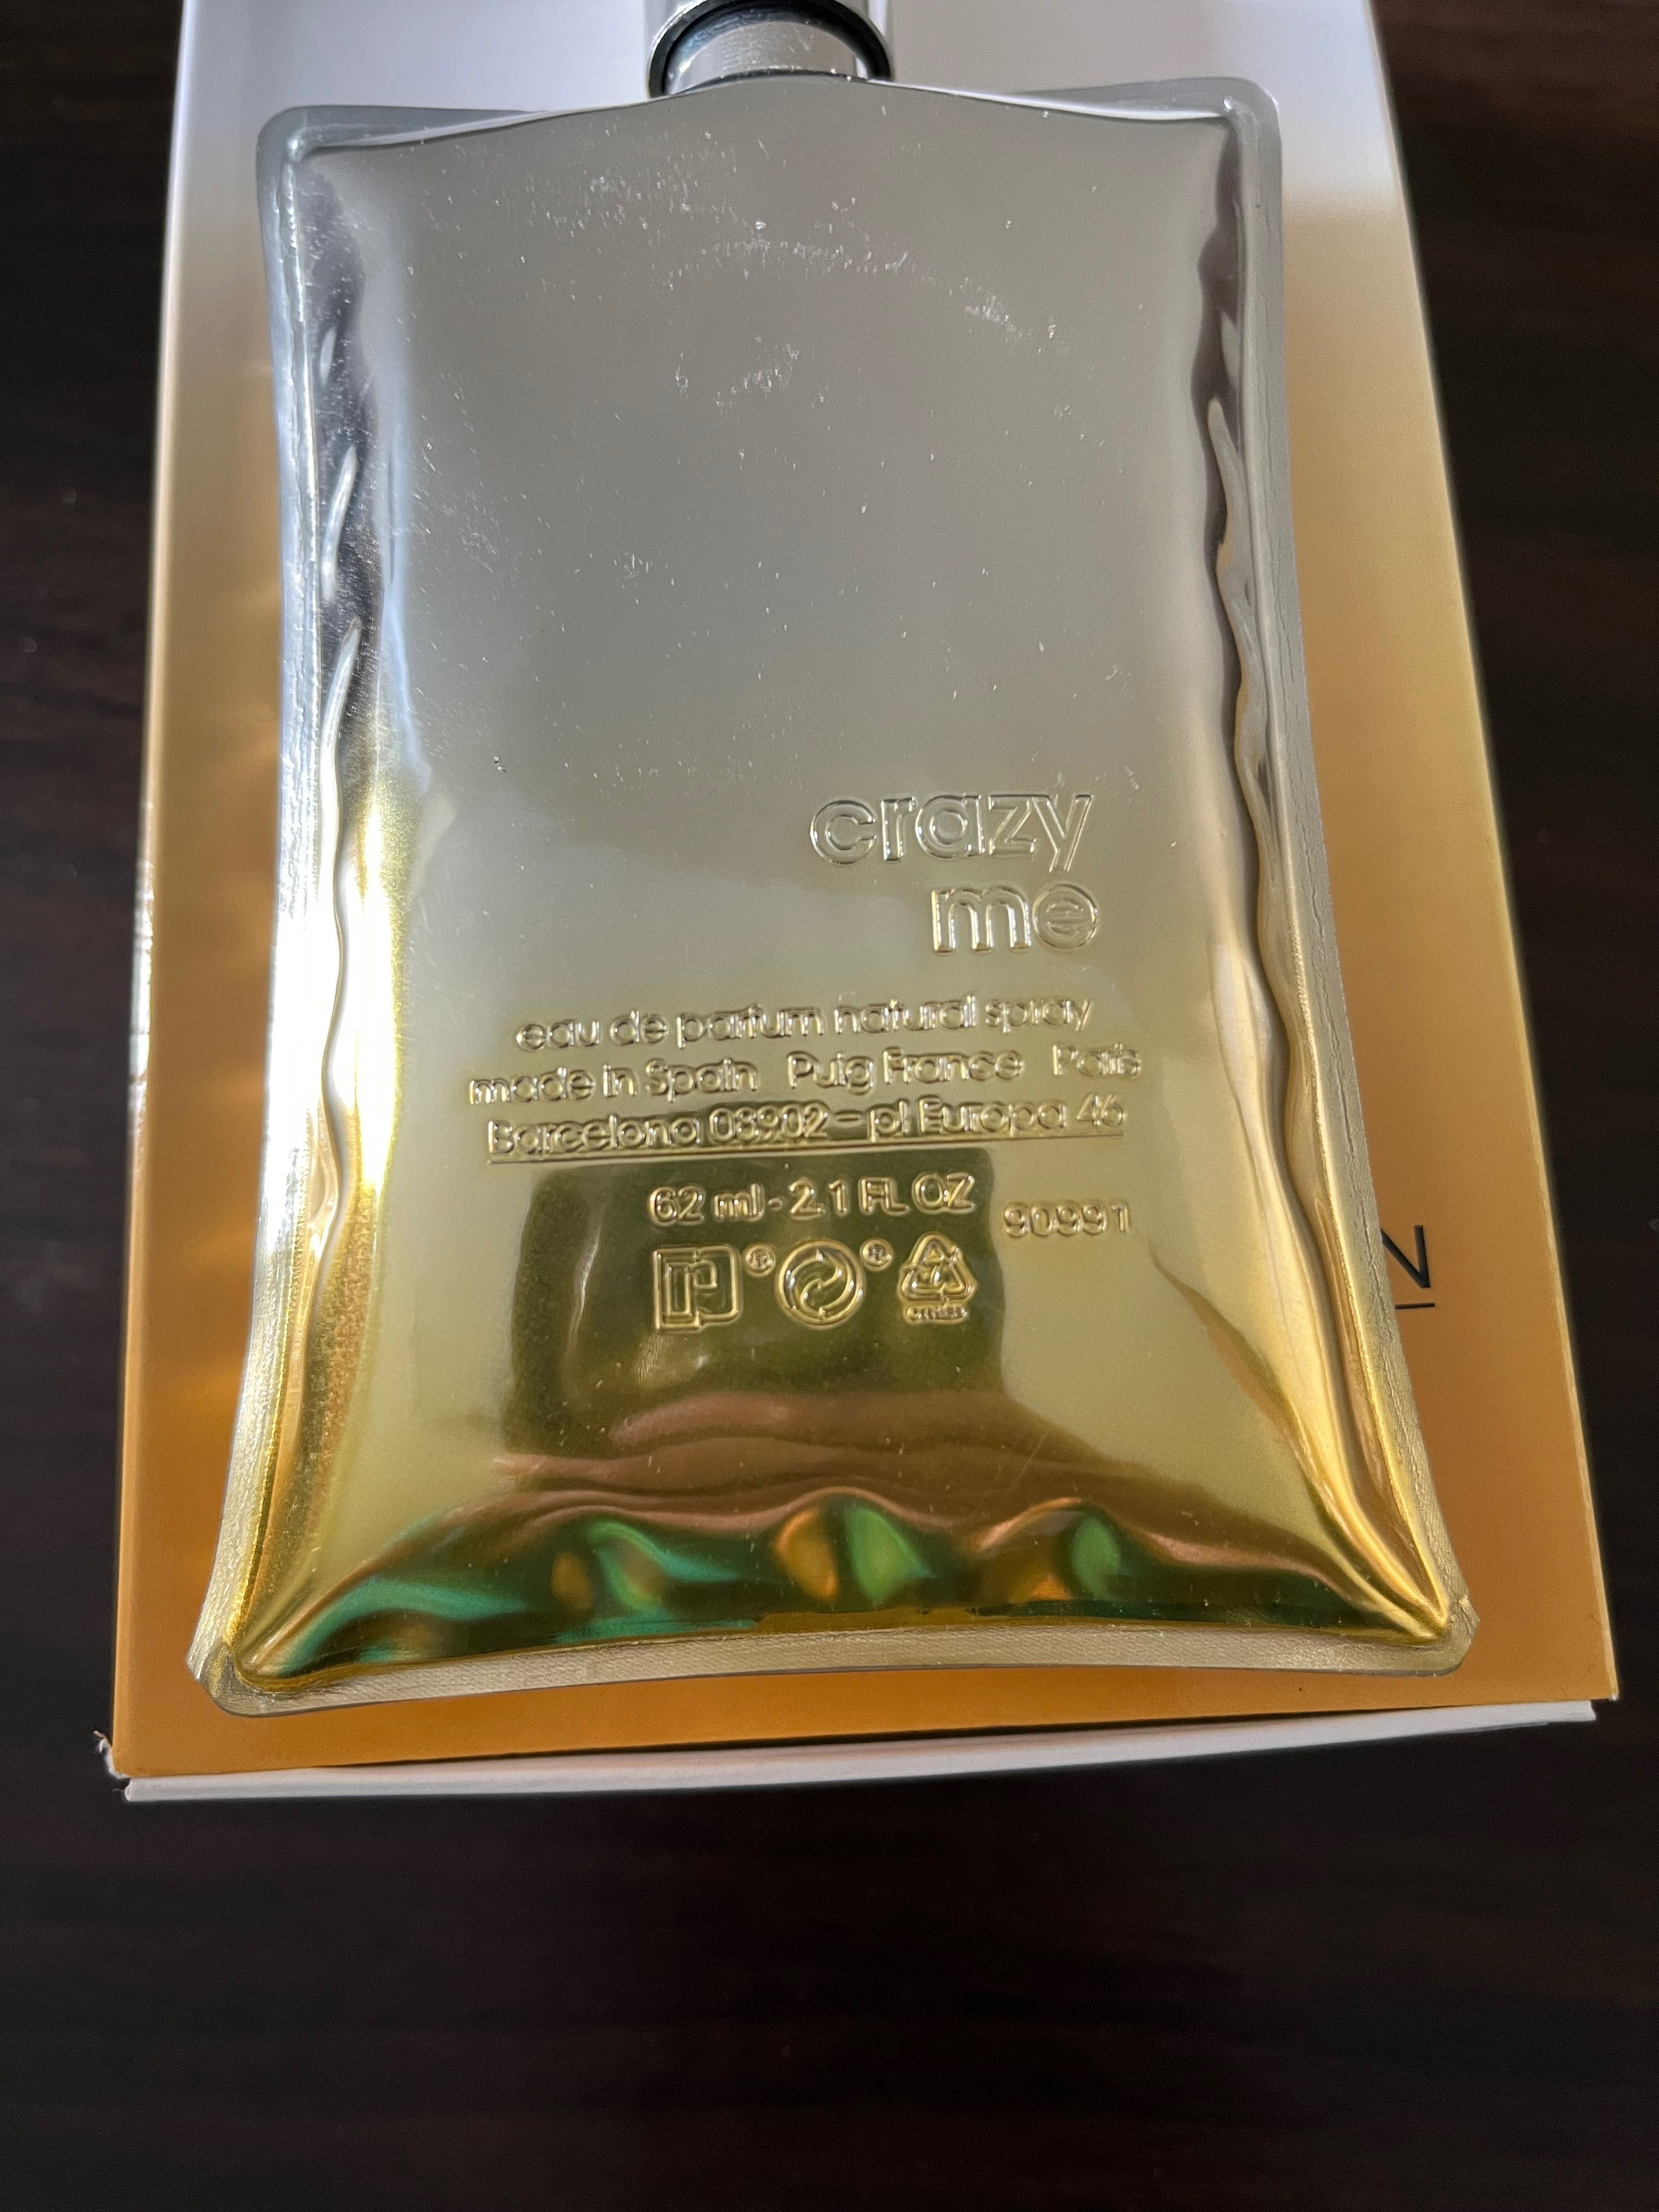 crazy
me
eau de parfum natural spray
made in Spain Puig France Paris
Barcelona 08902 - pl Europa 46
62 ml - 2.1 FL OZ
90991